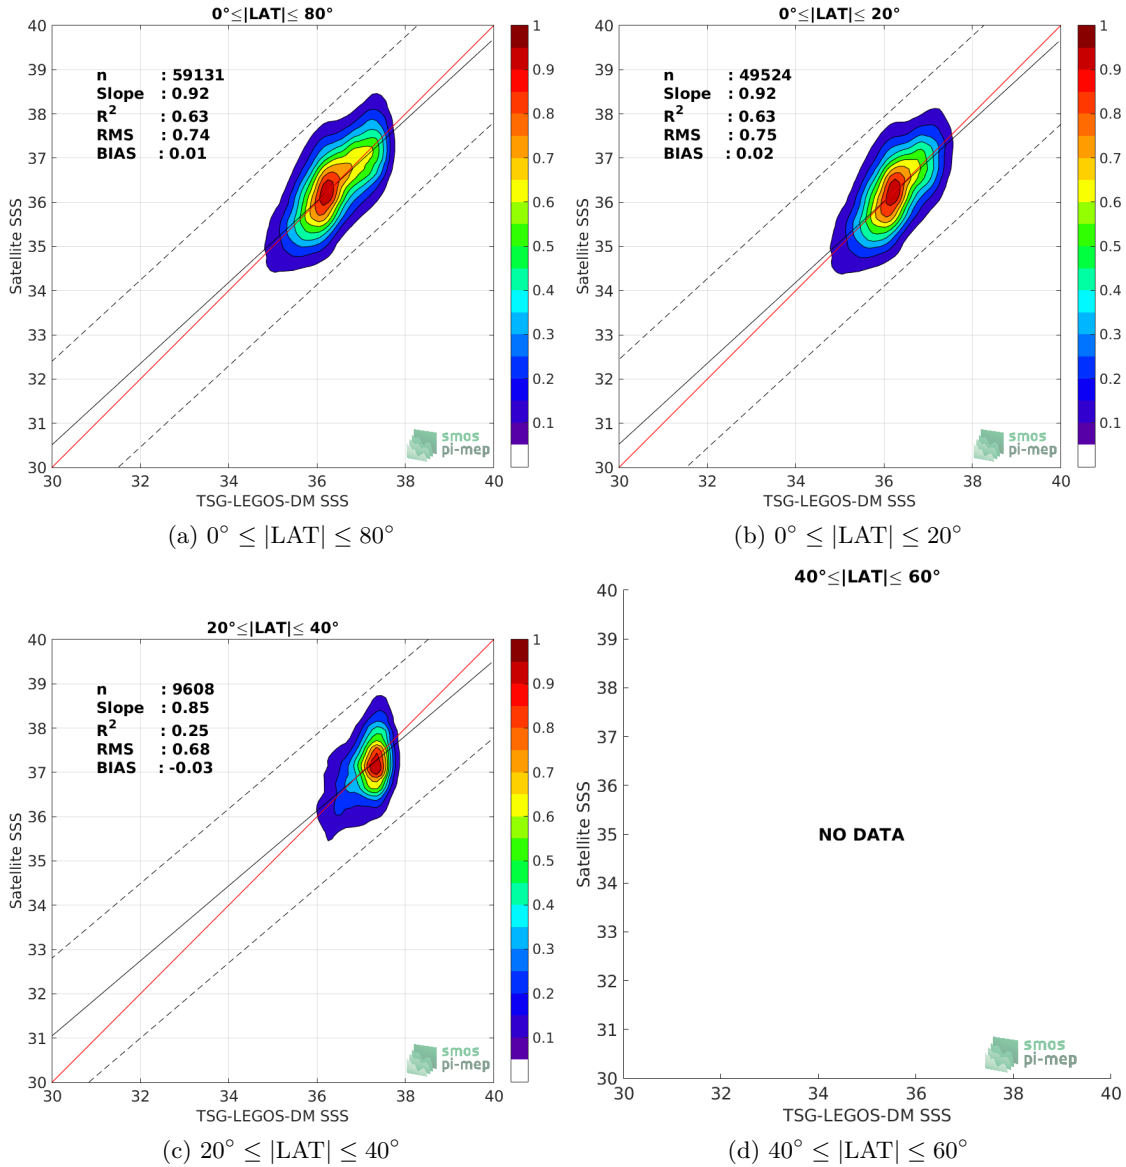 0°≤|LAT|≤ 80°
40
39
38
37
36
35
34
33
32
31
30
Satellite SSS
n : 59131
Slope : 0.92
R² : 0.63
RMS : 0.74
BIAS : 0.01
1
0.9
0.8
0.7
0.6
0.5
0.4
0.3
0.2
0.1
smos
pi-mep
30 32 34 36 38 40
TSG-LEGOS-DM SSS
(a) 0° ≤ |LAT| ≤ 80°
0°≤|LAT|≤ 20°
40
39
38
37
36
35
34
33
32
31
30
Satellite SSS
n : 49524
Slope : 0.92
R² : 0.63
RMS : 0.75
BIAS : 0.02
1
0.9
0.8
0.7
0.6
0.5
0.4
0.3
0.2
0.1
smos
pi-mep
30 32 34 36 38 40
TSG-LEGOS-DM SSS
(b) 0° ≤ |LAT| ≤ 20°
20°≤|LAT|≤ 40°
40
39
38
37
36
35
34
33
32
31
30
Satellite SSS
n : 9608
Slope : 0.85
R² : 0.25
RMS : 0.68
BIAS : -0.03
1
0.9
0.8
0.7
0.6
0.5
0.4
0.3
0.2
0.1
smos
pi-mep
30 32 34 36 38 40
TSG-LEGOS-DM SSS
(c) 20° ≤ |LAT| ≤ 40°
40°≤|LAT|≤ 60°
40
39
38
37
36
35
34
33
32
31
30
Satellite SSS
NO DATA
smos
pi-mep
30 32 34 36 38 40
TSG-LEGOS-DM SSS
(d) 40° ≤ |LAT| ≤ 60°